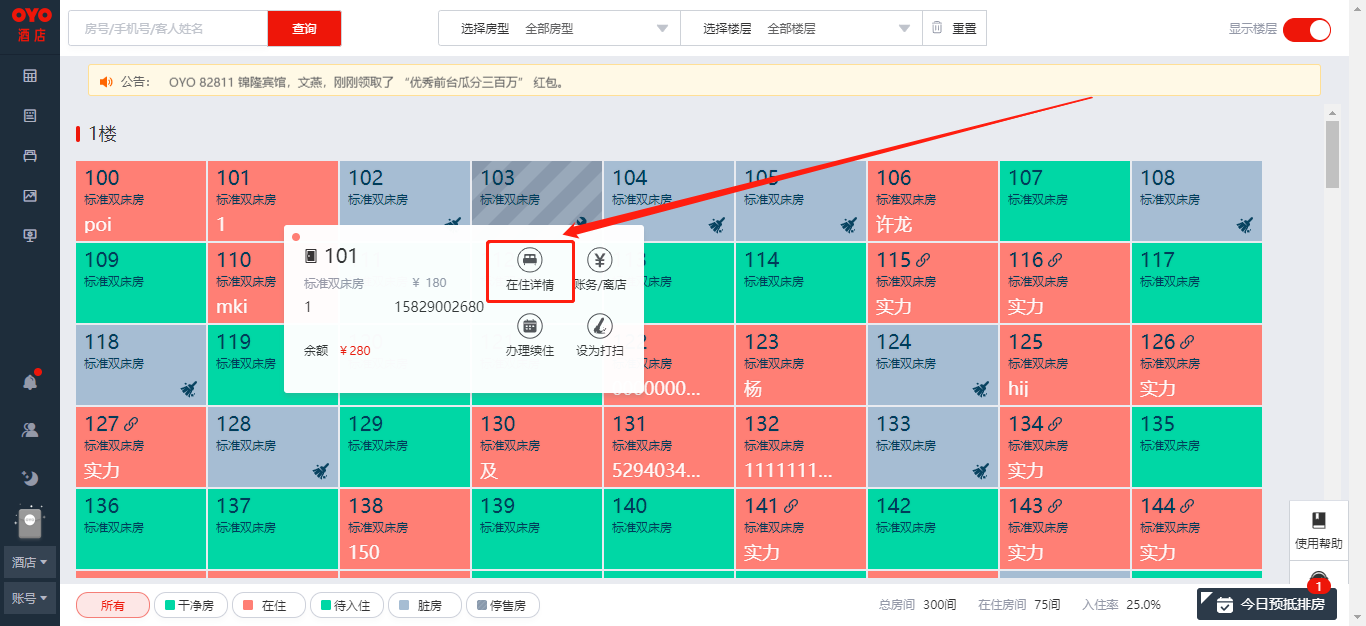 OYO
酒店
房号/手机号/客人姓名
查询
选择房型 全部房型
选择楼层 全部楼层
重置
显示楼层
公告： OYO 82811 锦隆宾馆，文燕，刚刚领取了 “优秀前台瓜分三百万” 红包。
1楼
100
标准双床房
poi
101
标准双床房
1
102
标准双床房
103
标准双床房
104
标准双床房
105
标准双床房
106
标准双床房
许龙
107
标准双床房
108
标准双床房
109
标准双床房
110
标准双床房
mki
101
标准双床房 ￥ 180
1 15829002680
余额 ￥280
在住详情
账务/离店
办理续住
设为打扫
114
标准双床房
115
标准双床房
实力
116
标准双床房
实力
117
标准双床房
118
标准双床房
119
标准双床房
123
标准双床房
杨
124
标准双床房
125
标准双床房
hij
126
标准双床房
实力
127
标准双床房
实力
128
标准双床房
129
标准双床房
130
标准双床房
及
131
标准双床房
5294034...
132
标准双床房
1111111...
133
标准双床房
134
标准双床房
实力
135
标准双床房
136
标准双床房
137
标准双床房
138
标准双床房
150
139
标准双床房
140
标准双床房
141
标准双床房
实力
142
标准双床房
143
标准双床房
实力
144
标准双床房
实力
酒店
账号
使用帮助
1
今日预抵排房
所有
干净房
在住
待入住
脏房
停售房
总房间 300间
在住房间 75间
入住率 25.0%